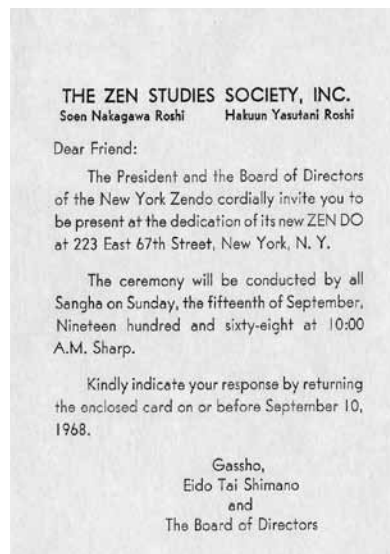 THE ZEN STUDIES SOCIETY, INC.
Soen Nakagawa Roshi Hakuun Yasutani Roshi
Dear Friend:
The President and the Board of Directors
of the New York Zendo cordially invite you to
be present at the dedication of its new ZEN DO
at 223 East 67th Street, New York, N. Y.
The ceremony will be conducted by all
Sangha on Sunday, the fifteenth of September,
Nineteen hundred and sixty-eight at 10:00
A.M. Sharp.
Kindly indicate your response by returning
the enclosed card on or before September 10,
1968.
Gassho,
Eido Tai Shimano
and
The Board of Directors